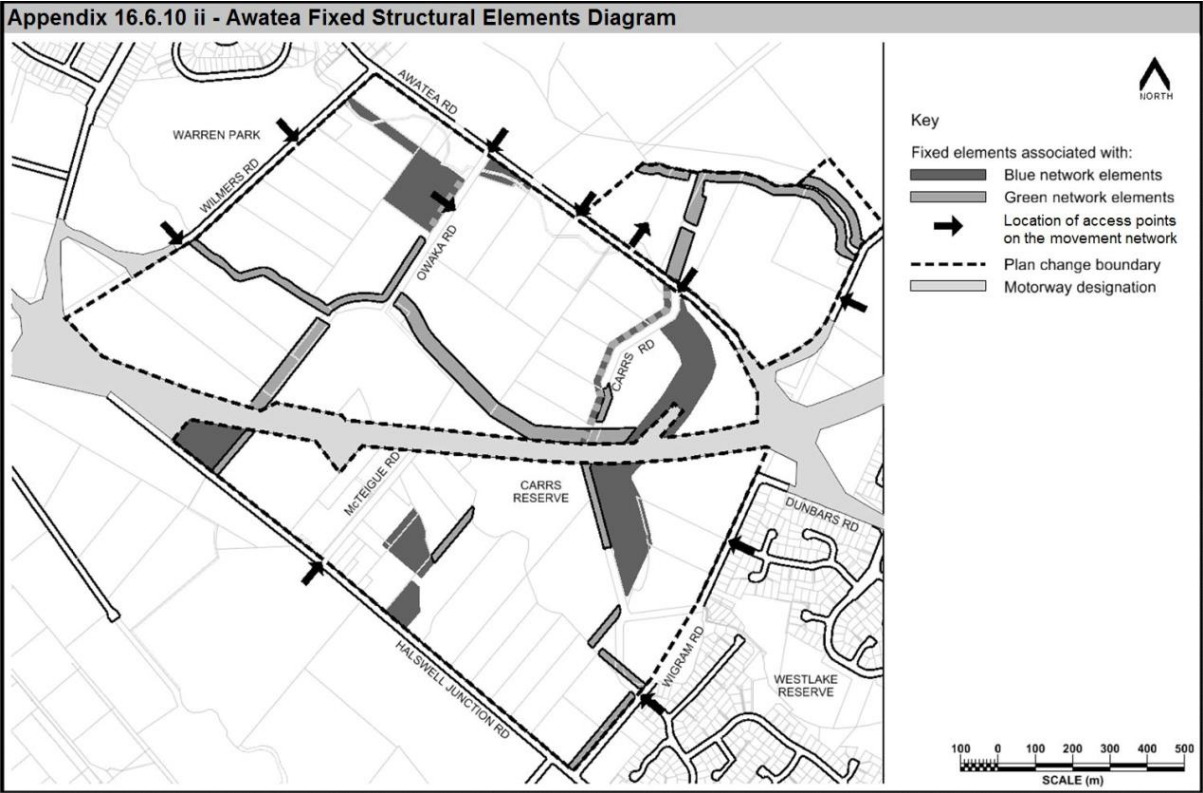 Appendix 16.6.10 ii - Awatea Fixed Structural Elements Diagram
AWATEA RD
WARREN PARK
WILMERS RD
OWAKA RD
CARRS RD
McTEIGUE RD
CARRS
RESERVE
DUNBARS RD
HALSWELL JUNCTION RD
WIGRAM RD
WESTLAKE
RESERVE
NORTH
Key
Fixed elements associated with:
Blue network elements
Green network elements
Location of access points
on the movement network
Plan change boundary
Motorway designation
100 0 100 200 300 400 500
SCALE (m)